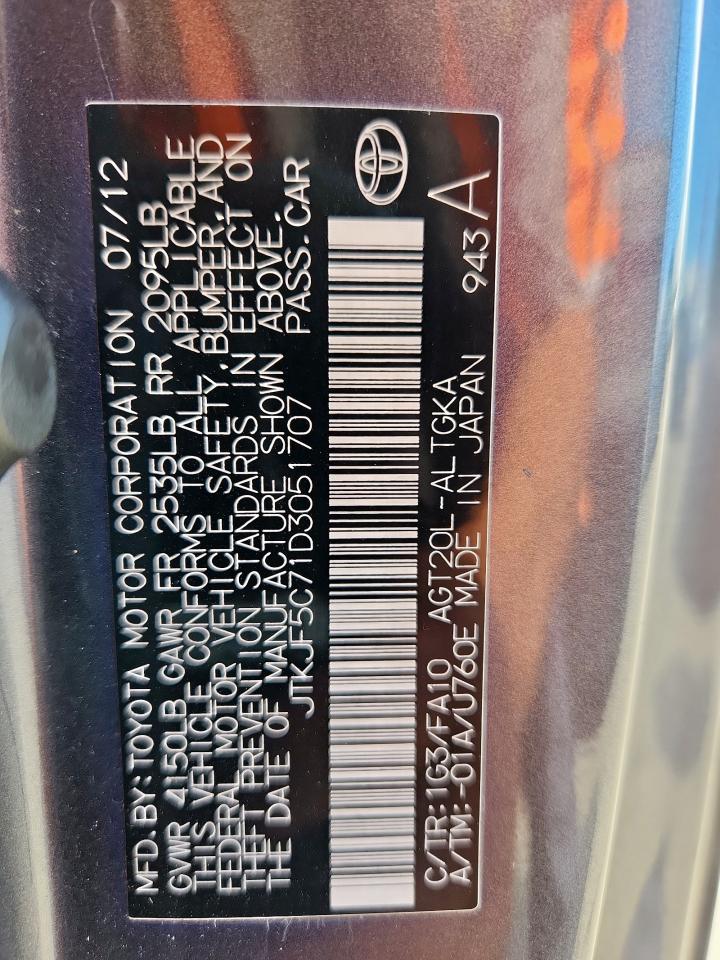 MFD.BY:TOYOTA MOTOR CORPORATION 07/12
GVWR 4150LB GAWR FR 2535LB RR 2095LB
THIS VEHICLE CONFORMS TO ALL APPLICABLE
FEDERAL MOTOR VEHICLE SAFETY, BUMPER, AND
THEFT PREVENTION STANDARDS IN EFFECT ON
THE DATE OF MANUFACTURE SHOWN ABOVE.
JTKJF5C71D3051707 PASS.CAR
C/TR:1G3/FA10 AGT20L-ALTGKA
A/TM:-01A/U760E MADE IN JAPAN 943 A